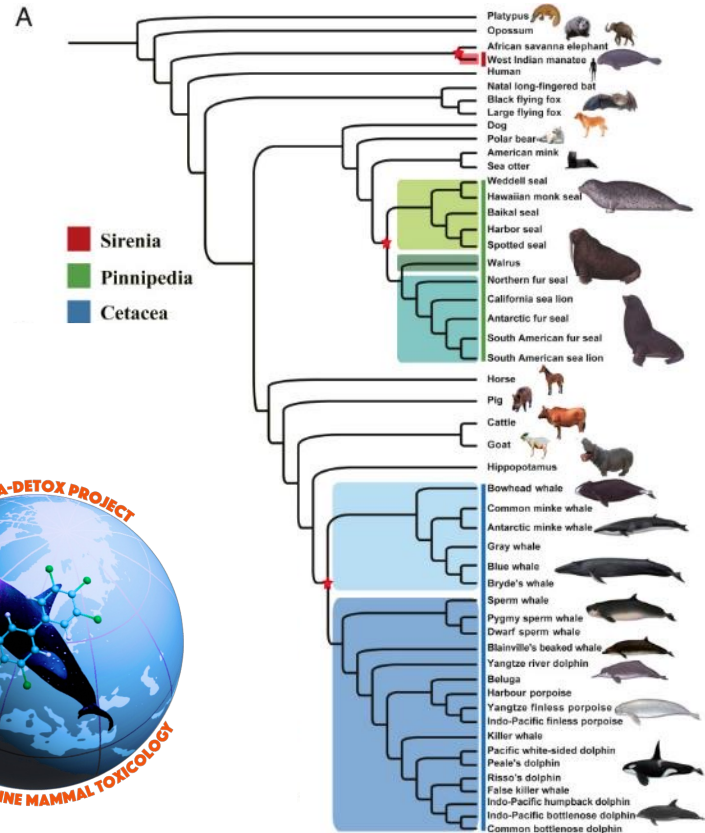 A
Platypus
Opossum
African savanna elephant
West Indian manatee
Human
Natal long-fingered bat
Black flying fox
Large flying fox
Dog
Polar bear
American mink
Sea otter
Weddell seal
Hawaiian monk seal
Baikal seal
Harbor seal
Spotted seal
Walrus
Northern fur seal
California sea lion
Antarctic fur seal
South American fur seal
South American sea lion
Horse
Pig
Cattle
Goat
Hippopotamus
Bowhead whale
Common minke whale
Antarctic minke whale
Gray whale
Blue whale
Bryde's whale
Sperm whale
Pygmy sperm whale
Dwarf sperm whale
Blainville's beaked whale
Yangtze river dolphin
Beluga
Harbour porpoise
Yangtze finless porpoise
Indo-Pacific finless porpoise
Killer whale
Pacific white-sided dolphin
Peale's dolphin
Risso's dolphin
False killer whale
Indo-Pacific humpback dolphin
Indo-Pacific bottlenose dolphin
Common bottlenose dolphin
Sirenia
Pinnipedia
Cetacea
A-DETOX PROJECT
INE MAMMAL TOXICOLOGY